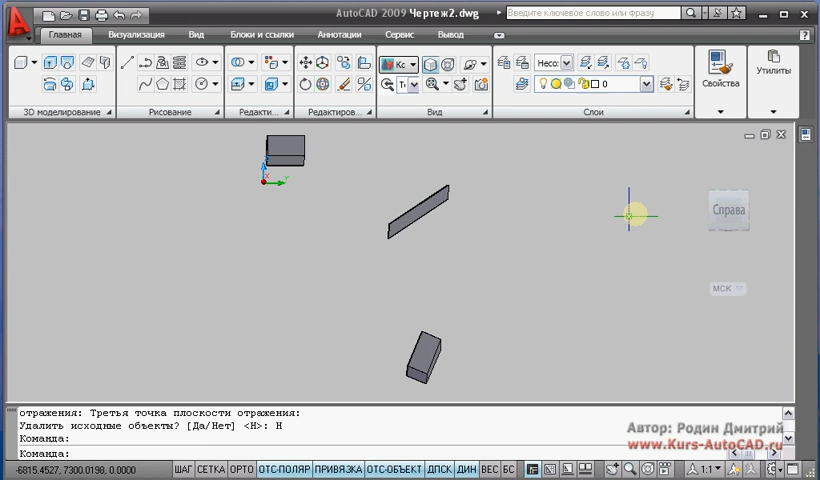 AutoCAD 2009 Чертеж2.dwg
Введите ключевое слово или фразу
Главная Визуализация Вид Блоки и ссылки Аннотации Сервис Вывод
Кс Несо: Свойства Утилиты
0
3D моделирование Рисование Редакти... Редактиров... Вид Слои
Справа
МСК
X Y
отражения: Третья точка плоскости отражения:
Удалить исходные объекты? [Да/Нет] <Н>: Н
Команда:
Команда:
Автор: Родин Дмитрий
www.Kurs-AutoCAD.ru
-6815.4527, 7300.0198, 0.0000 ШАГ СЕТКА ОРТО ОТС-ПОЛЯР ПРИВЯЗКА ОТС-ОБЪЕКТ ДПСК ДИН ВЕС БС 1:1